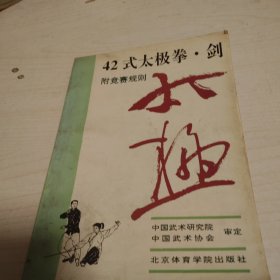 42式太极拳·剑
附竞赛规则
太极
中国武术研究院
中国武术协会
审定
北京体育学院出版社